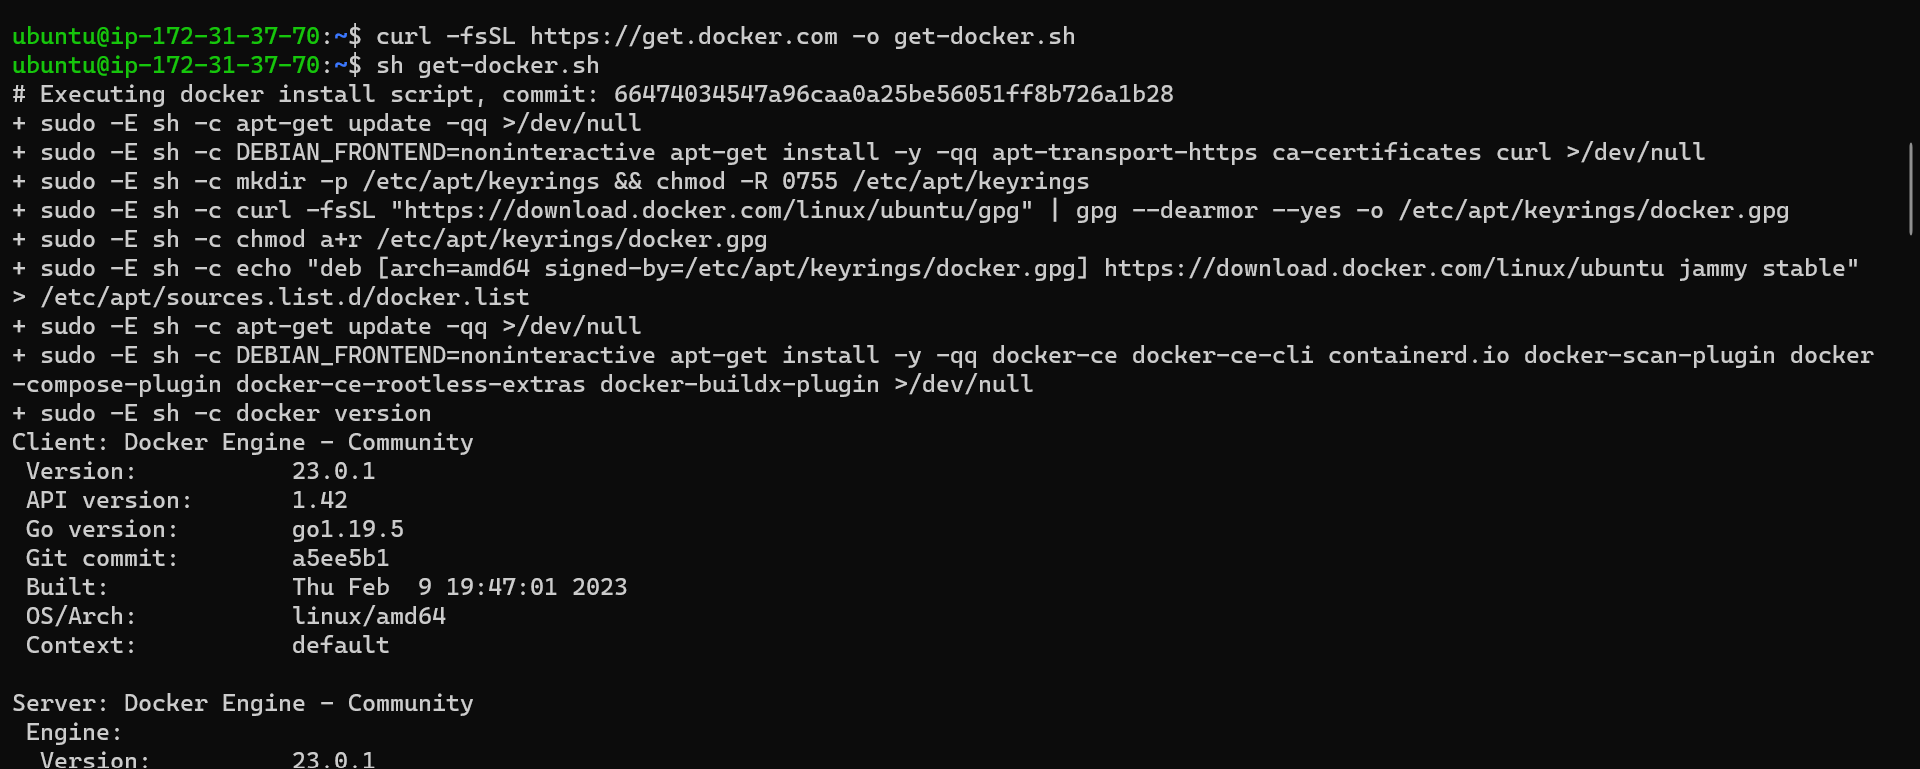 ubuntu@ip-172-31-37-70:~$ curl -fsSL https://get.docker.com -o get-docker.sh
ubuntu@ip-172-31-37-70:~$ sh get-docker.sh
# Executing docker install script, commit: 66474034547a96caa0a25be56051ff8b726a1b28
+ sudo -E sh -c apt-get update -qq >/dev/null
+ sudo -E sh -c DEBIAN_FRONTEND=noninteractive apt-get install -y -qq apt-transport-https ca-certificates curl >/dev/null
+ sudo -E sh -c mkdir -p /etc/apt/keyrings && chmod -R 0755 /etc/apt/keyrings
+ sudo -E sh -c curl -fsSL "https://download.docker.com/linux/ubuntu/gpg" | gpg --dearmor --yes -o /etc/apt/keyrings/docker.gpg
+ sudo -E sh -c chmod a+r /etc/apt/keyrings/docker.gpg
+ sudo -E sh -c echo "deb [arch=amd64 signed-by=/etc/apt/keyrings/docker.gpg] https://download.docker.com/linux/ubuntu jammy stable"
> /etc/apt/sources.list.d/docker.list
+ sudo -E sh -c apt-get update -qq >/dev/null
+ sudo -E sh -c DEBIAN_FRONTEND=noninteractive apt-get install -y -qq docker-ce docker-ce-cli containerd.io docker-scan-plugin docker
-compose-plugin docker-ce-rootless-extras docker-buildx-plugin >/dev/null
+ sudo -E sh -c docker version
Client: Docker Engine - Community
 Version:           23.0.1
 API version:       1.42
 Go version:        go1.19.5
 Git commit:        a5ee5b1
 Built:             Thu Feb  9 19:47:01 2023
 OS/Arch:           linux/amd64
 Context:           default

Server: Docker Engine - Community
 Engine:
  Version:          23.0.1